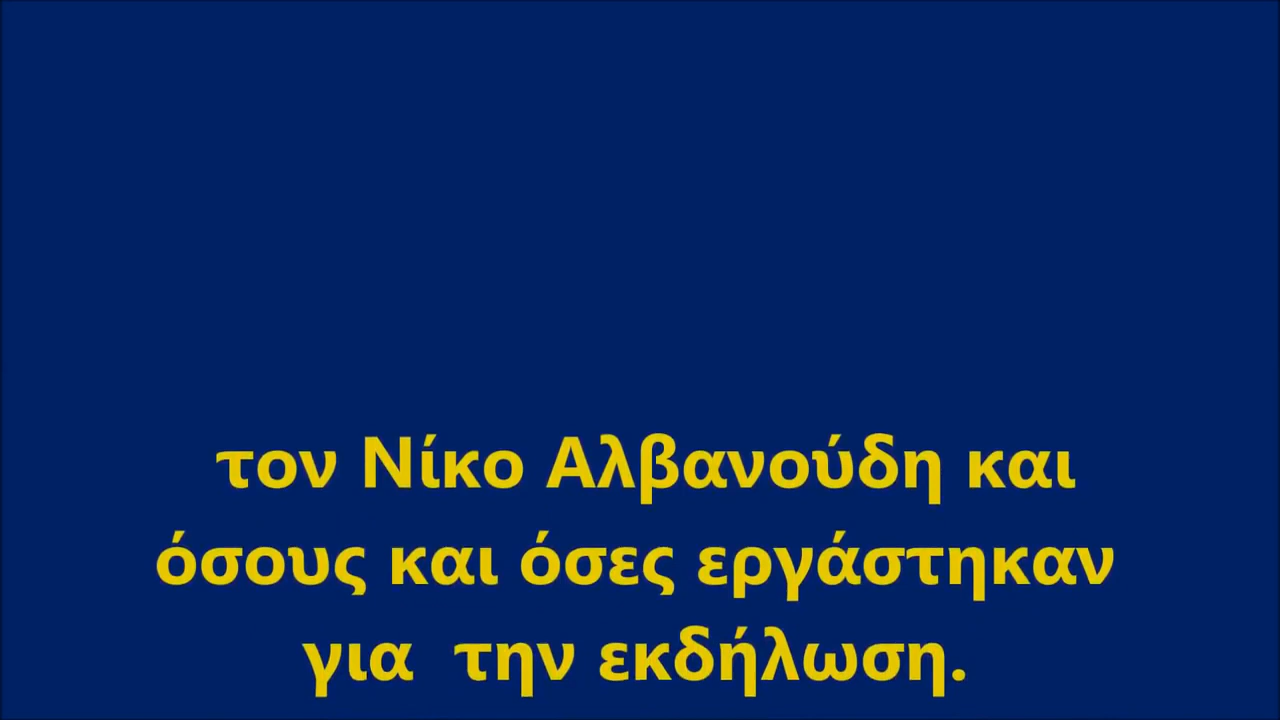 τον Νίκο Αλβανούδη και
όσους και όσες εργάστηκαν
για  την εκδήλωση.